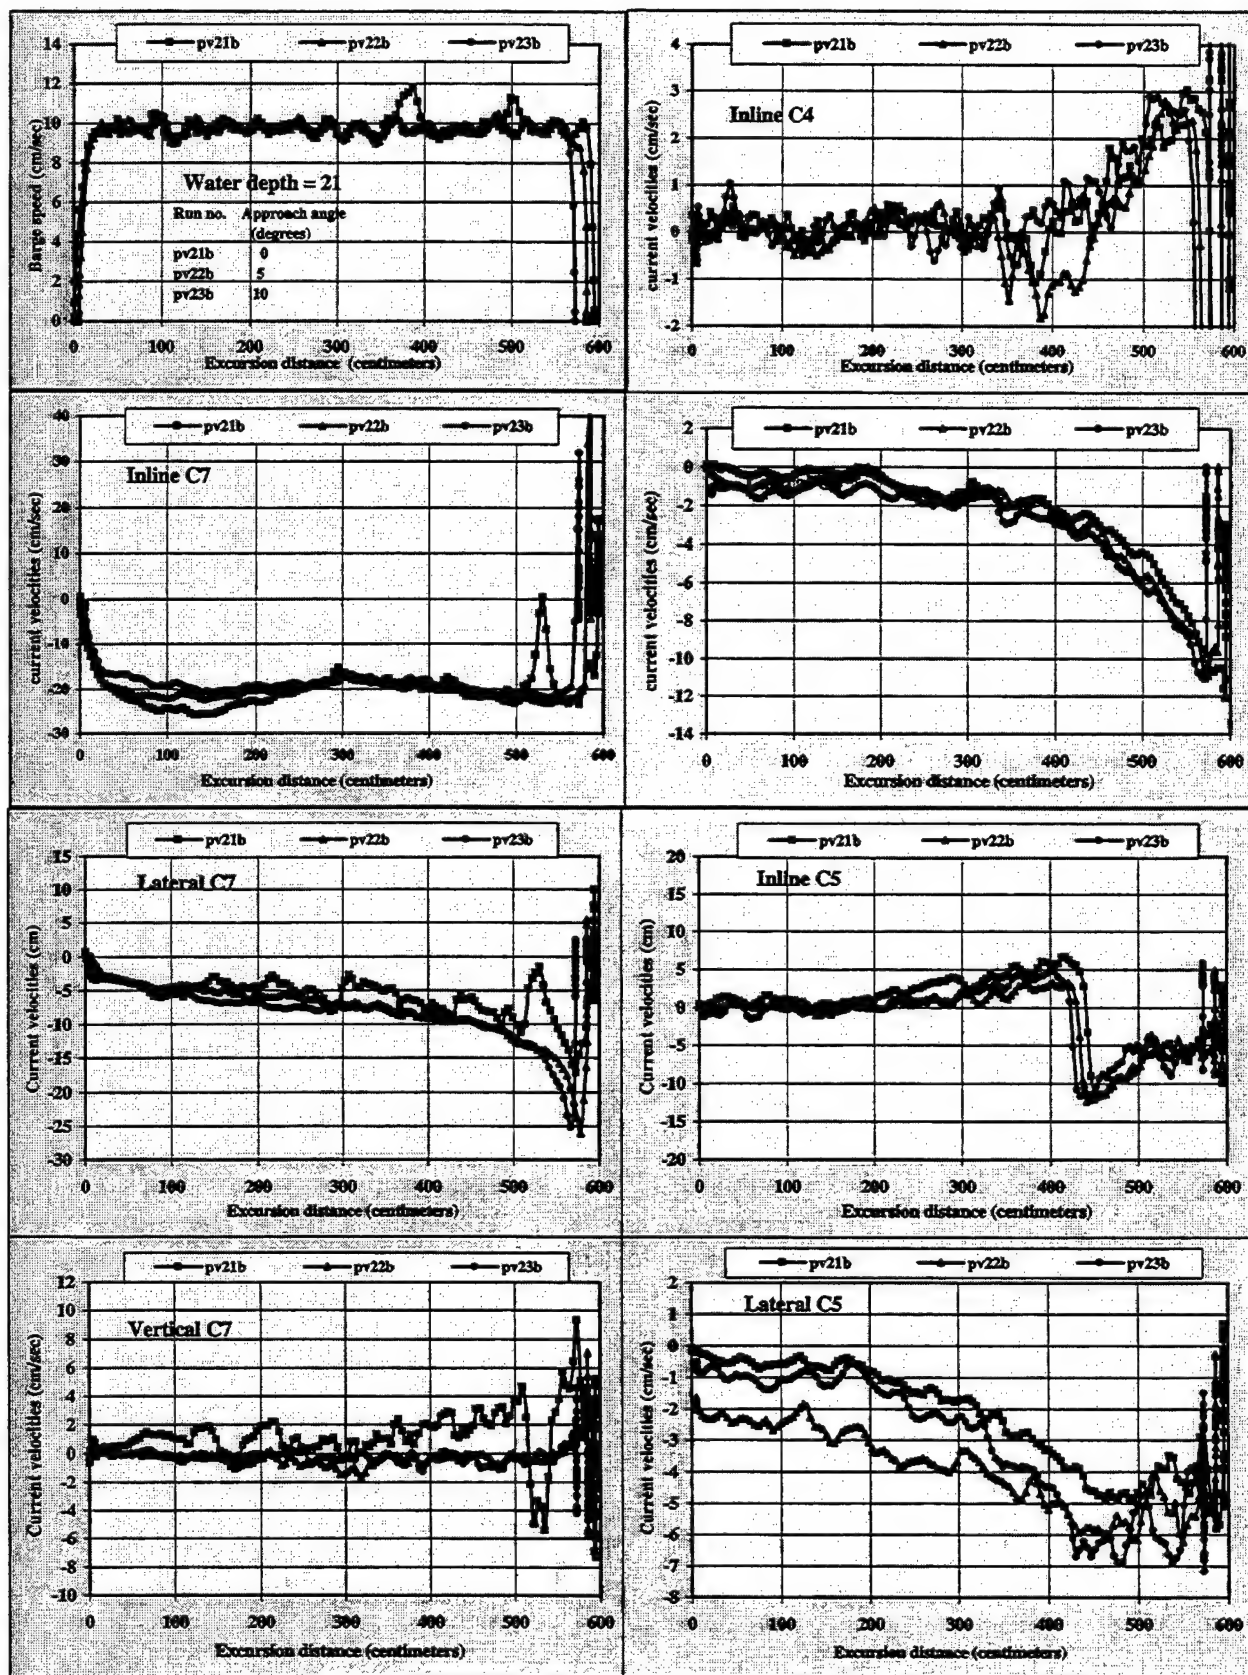 pv21b pv22b pv23b
14
12
10
8
6
4
2
0
Barge speed (cm/sec)
Water depth = 21
Run no. Approach angle
(degrees)
pv21b 0
pv22b 5
pv23b 10
0 100 200 300 400 500 600
Excursion distance (centimeters)
pv21b pv22b pv23b
4
3
2
1
0
-1
-2
current velocities (cm/sec)
Inline C4
0 100 200 300 400 500 600
Excursion distance (centimeters)
pv21b pv22b pv23b
40
30
20
10
0
-10
-20
-30
current velocities (cm/sec)
Inline C7
0 100 200 300 400 500 600
Excursion distance (centimeters)
pv21b pv22b pv23b
2
0
-2
-4
-6
-8
-10
-12
-14
current velocities (cm/sec)
0 100 200 300 400 500 600
Excursion distance (centimeters)
pv21b pv22b pv23b
15
10
5
0
-5
-10
-15
-20
-25
-30
Current velocities (cm)
Lateral C7
0 100 200 300 400 500 600
Excursion distance (centimeters)
pv21b pv22b pv23b
20
15
10
5
0
-5
-10
-15
-20
Current velocities (cm)
Inline C5
0 100 200 300 400 500 600
Excursion distance (centimeters)
pv21b pv22b pv23b
12
10
8
6
4
2
0
-2
-4
-6
-8
-10
Current velocities (cm/sec)
Vertical C7
0 100 200 300 400 500 600
Excursion distance (centimeters)
pv21b pv22b pv23b
2
1
0
-1
-2
-3
-4
-5
-6
-7
-8
Current velocities (cm/sec)
Lateral C5
0 100 200 300 400 500 600
Excursion distance (centimeters)